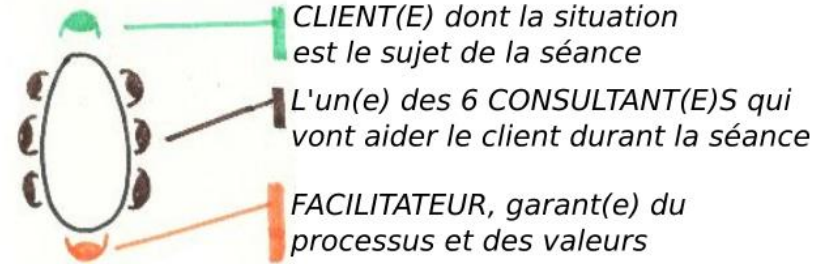 CLIENT(E) dont la situation
est le sujet de la séance
L'un(e) des 6 CONSULTANT(E)S qui
vont aider le client durant la séance
FACILITATEUR, garant(e) du
processus et des valeurs